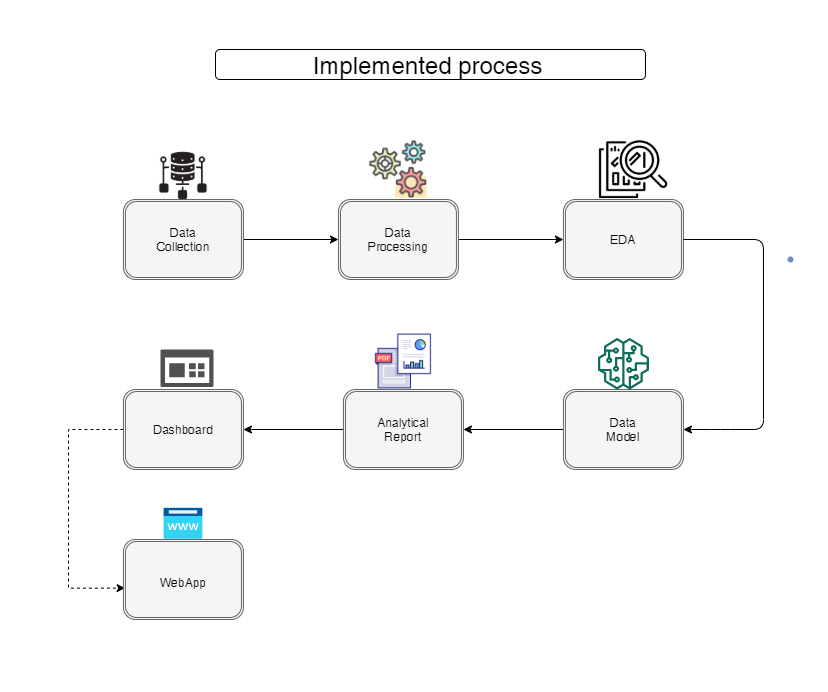 Implemented process
Data
Collection
Data
Processing
EDA
Dashboard
PDF
Analytical
Report
Data
Model
www
WebApp